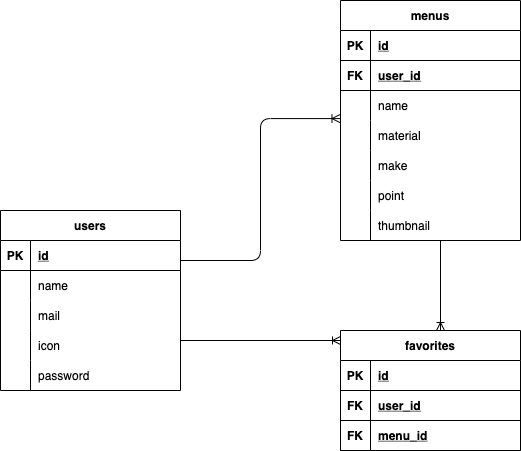 menus
PK id
FK user_id
name
material
make
point
thumbnail
users
PK id
name
mail
icon
password
favorites
PK id
FK user_id
FK menu_id